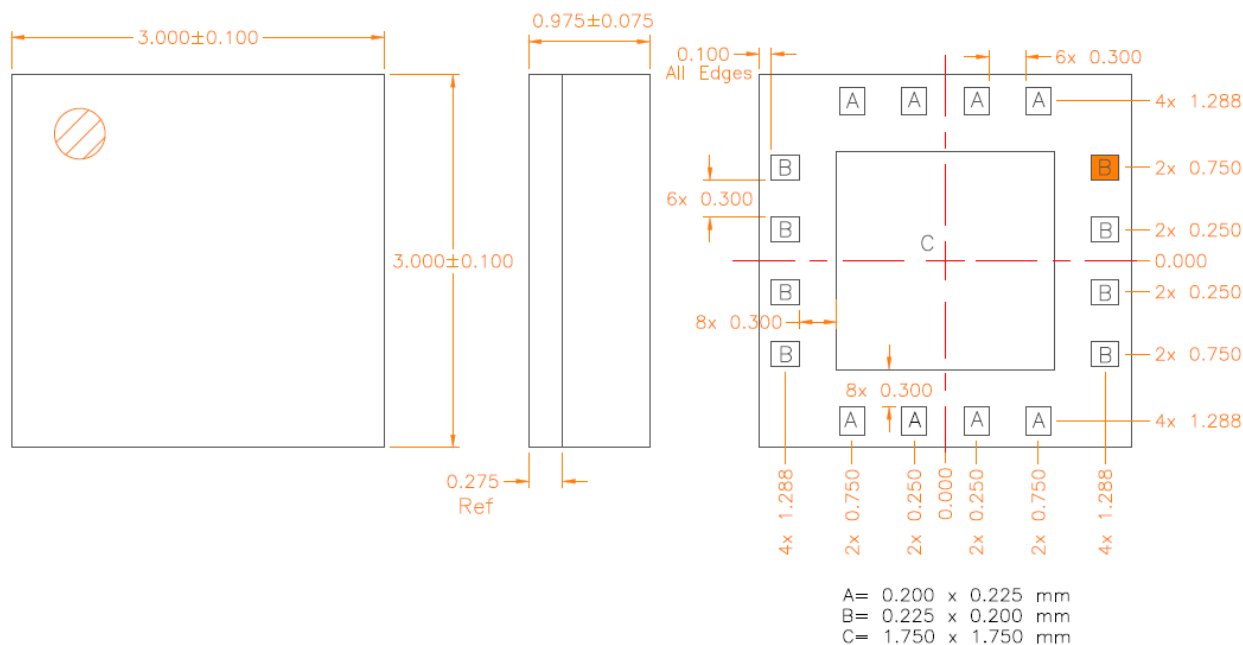 3.000±0.100
0.975±0.075
0.100
All Edges
6x 0.300
A A A A
4x 1.288
B
B
2x 0.750
6x 0.300
B
B
2x 0.250
C
3.000±0.100
0.000
B
B
2x 0.250
8x 0.300
B
B
2x 0.750
8x 0.300
A A A A
4x 1.288
0.275
Ref
4x 1.288
2x 0.750
2x 0.250
0.000
2x 0.250
2x 0.750
4x 1.288
A= 0.200 x 0.225 mm
B= 0.225 x 0.200 mm
C= 1.750 x 1.750 mm